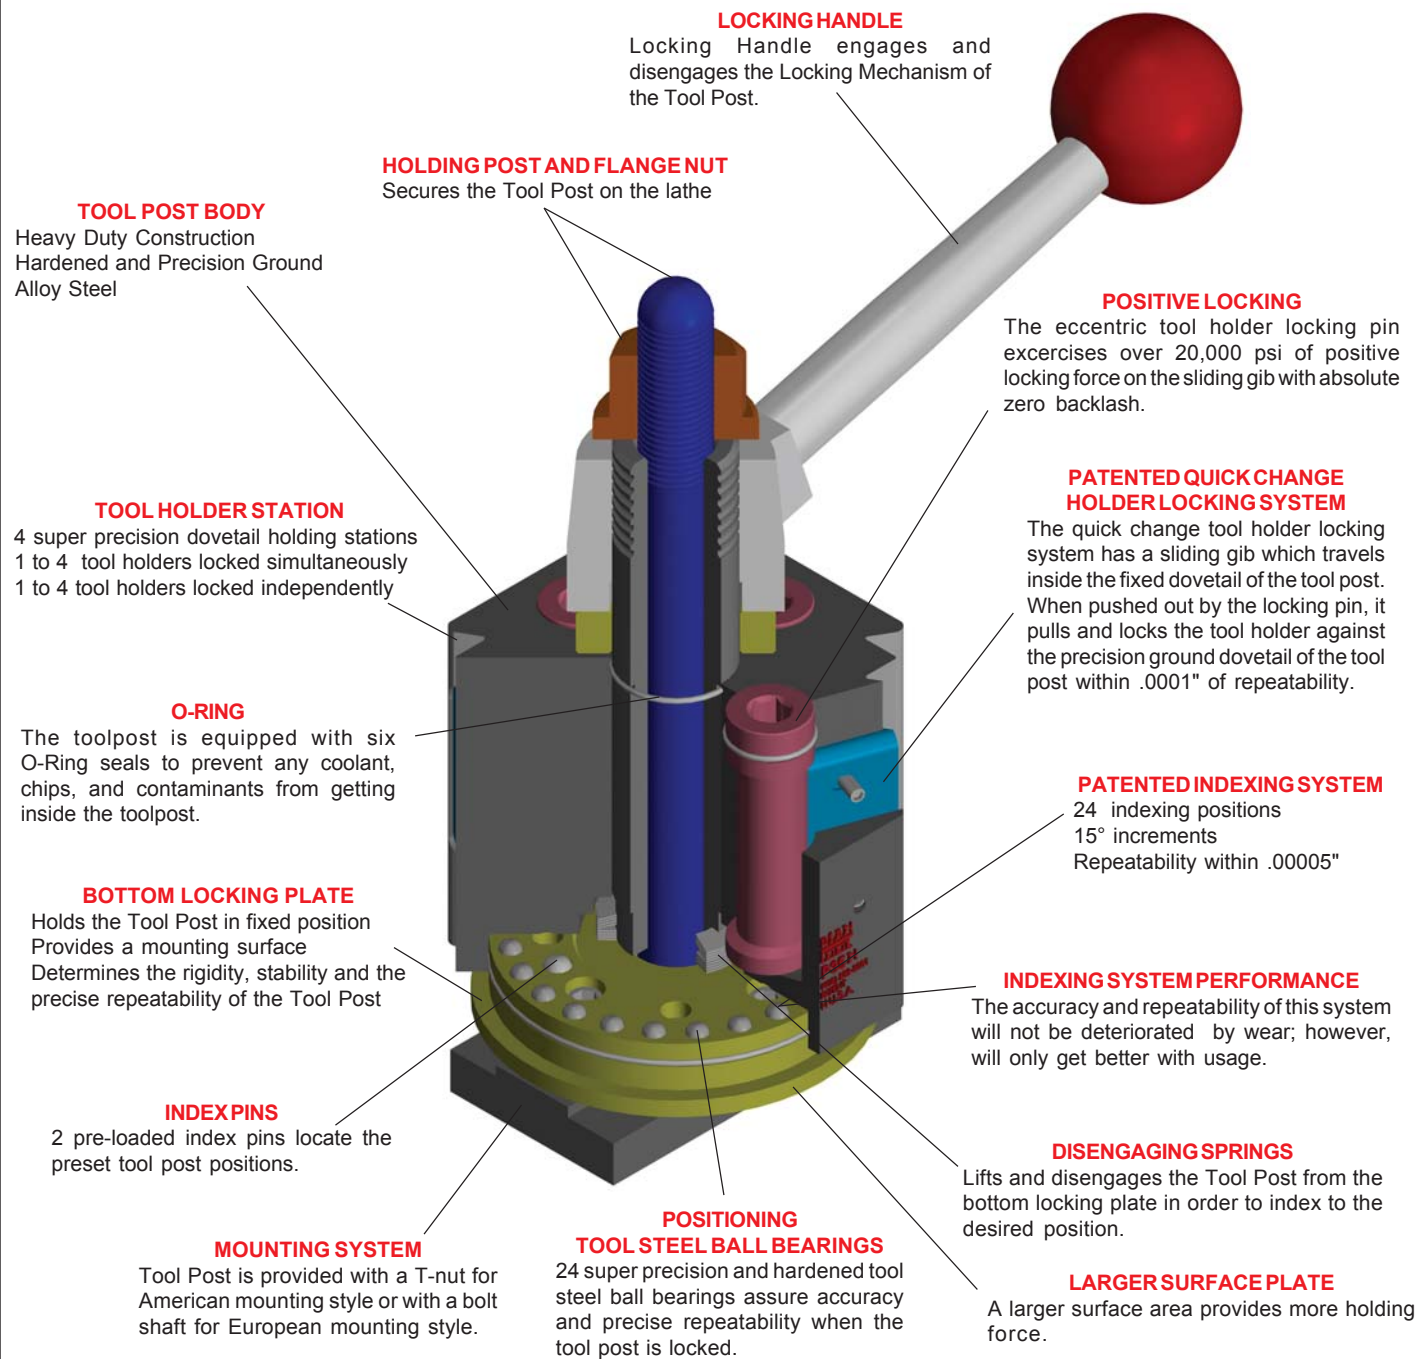 LOCKING HANDLE
Locking Handle engages and
disengages the Locking Mechanism of
the Tool Post.
HOLDING POST AND FLANGE NUT
Secures the Tool Post on the lathe
TOOL POST BODY
Heavy Duty Construction
Hardened and Precision Ground
Alloy Steel
POSITIVE LOCKING
The eccentric tool holder locking pin
excercises over 20,000 psi of positive
locking force on the sliding gib with absolute
zero backlash.
PATENTED QUICK CHANGE
HOLDER LOCKING SYSTEM
The quick change tool holder locking
system has a sliding gib which travels
inside the fixed dovetail of the tool post.
When pushed out by the locking pin, it
pulls and locks the tool holder against
the precision ground dovetail of the tool
post within .0001" of repeatability.
TOOL HOLDER STATION
4 super precision dovetail holding stations
1 to 4 tool holders locked simultaneously
1 to 4 tool holders locked independently
O-RING
The toolpost is equipped with six
O-Ring seals to prevent any coolant,
chips, and contaminants from getting
inside the toolpost.
PATENTED INDEXING SYSTEM
24 indexing positions
15° increments
Repeatability within .00005"
BOTTOM LOCKING PLATE
Holds the Tool Post in fixed position
Provides a mounting surface
Determines the rigidity, stability and the
precise repeatability of the Tool Post
INDEXING SYSTEM PERFORMANCE
The accuracy and repeatability of this system
will not be deteriorated by wear; however,
will only get better with usage.
INDEX PINS
2 pre-loaded index pins locate the
preset tool post positions.
DISENGAGING SPRINGS
Lifts and disengages the Tool Post from the
bottom locking plate in order to index to the
desired position.
MOUNTING SYSTEM
Tool Post is provided with a T-nut for
American mounting style or with a bolt
shaft for European mounting style.
POSITIONING
TOOL STEEL BALL BEARINGS
24 super precision and hardened tool
steel ball bearings assure accuracy
and precise repeatability when the
tool post is locked.
LARGER SURFACE PLATE
A larger surface area provides more holding
force.